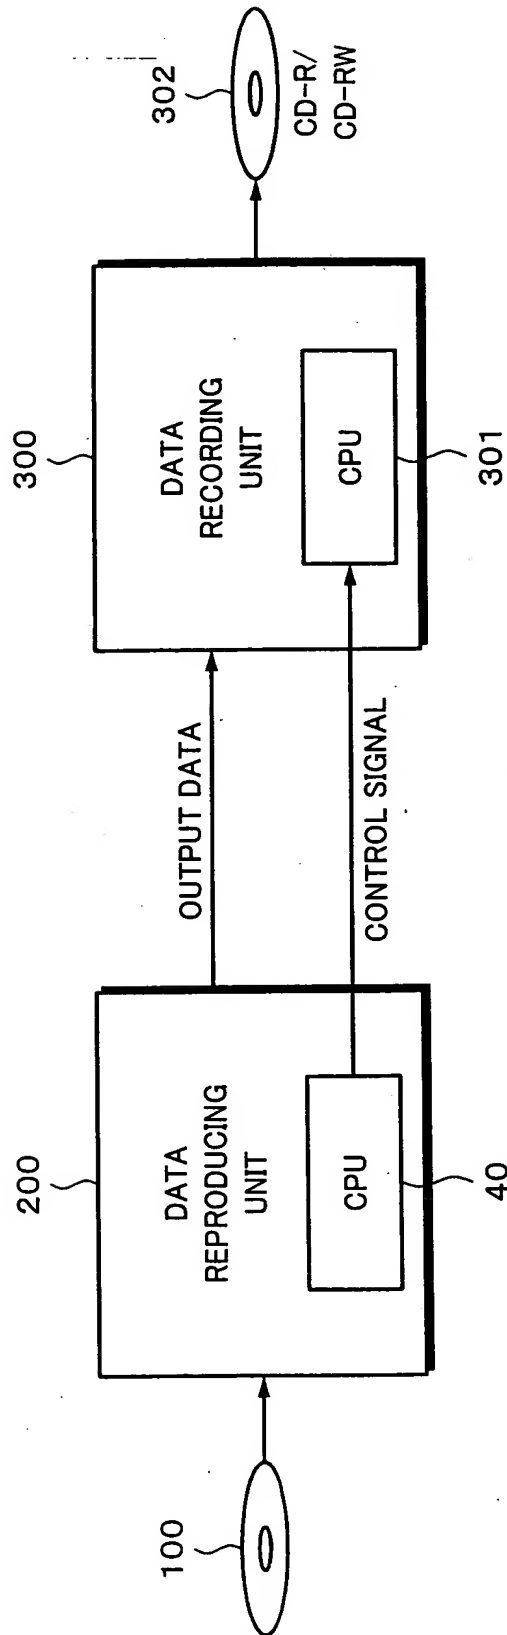 100
200
DATA
REPRODUCING
UNIT
CPU
40
OUTPUT DATA
CONTROL SIGNAL
300
DATA
RECORDING
UNIT
CPU
301
302
CD-R/
CD-RW